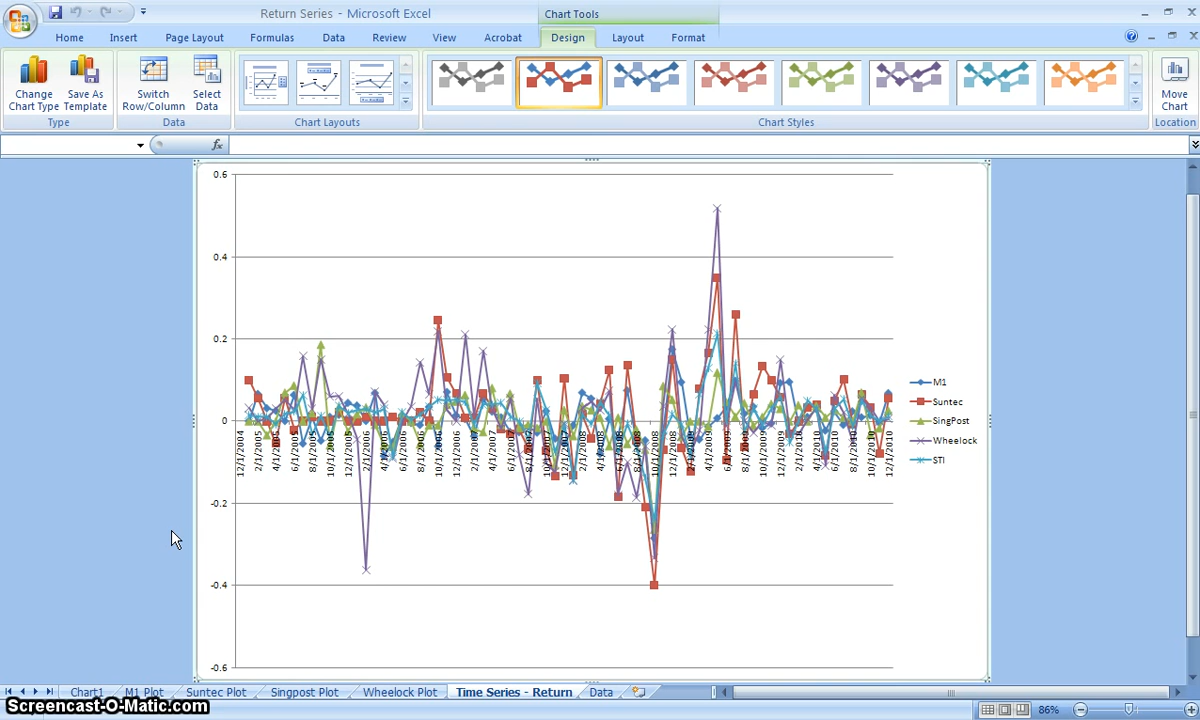 Return Series - Microsoft Excel
Chart Tools
Home Insert Page Layout Formulas Data Review View Acrobat Design Layout Format
Change Chart Type
Save As Template
Switch Row/Column
Select Data
Move Chart
Type Data Chart Layouts Chart Styles Location
fx
0.6
0.4
0.2
0
-0.2
-0.4
-0.6
12/1/2004
2/1/2005
4/1/2005
6/1/2005
8/1/2005
10/1/2005
12/1/2005
2/1/2006
4/1/2006
6/1/2006
8/1/2006
10/1/2006
12/1/2006
2/1/2007
4/1/2007
6/1/2007
8/1/2007
10/1/2007
12/1/2007
2/1/2008
4/1/2008
6/1/2008
8/1/2008
10/1/2008
12/1/2008
2/1/2009
4/1/2009
6/1/2009
8/1/2009
10/1/2009
12/1/2009
2/1/2010
4/1/2010
6/1/2010
8/1/2010
10/1/2010
12/1/2010
M1
Suntec
SingPost
Wheelock
STI
Chart1 M1 Plot Suntec Plot Singpost Plot Wheelock Plot Time Series - Return Data
Screencast-O-Matic.com
86%